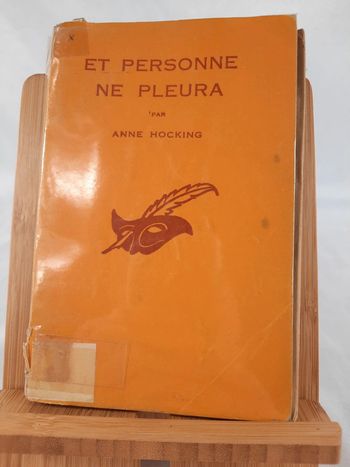 x
ET PERSONNE
NE PLEURA
PAR
ANNE HOCKING